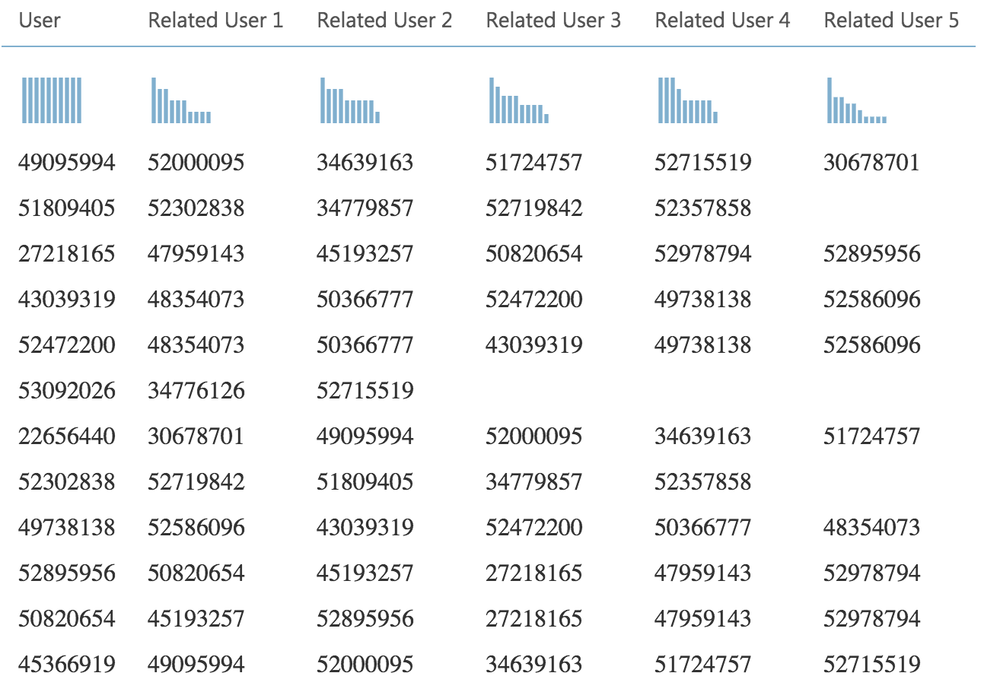 User Related User 1 Related User 2 Related User 3 Related User 4 Related User 5
49095994 52000095 34639163 51724757 52715519 30678701
51809405 52302838 34779857 52719842 52357858
27218165 47959143 45193257 50820654 52978794 52895956
43039319 48354073 50366777 52472200 49738138 52586096
52472200 48354073 50366777 43039319 49738138 52586096
53092026 34776126 52715519
22656440 30678701 49095994 52000095 34639163 51724757
52302838 52719842 51809405 34779857 52357858
49738138 52586096 43039319 52472200 50366777 48354073
52895956 50820654 45193257 27218165 47959143 52978794
50820654 45193257 52895956 27218165 47959143 52978794
45366919 49095994 52000095 34639163 51724757 52715519